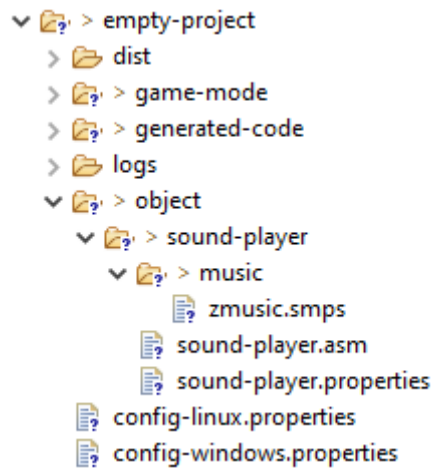 > empty-project
dist
> game-mode
> generated-code
logs
> object
> sound-player
> music
zmusic.smps
sound-player.asm
sound-player.properties
config-linux.properties
config-windows.properties